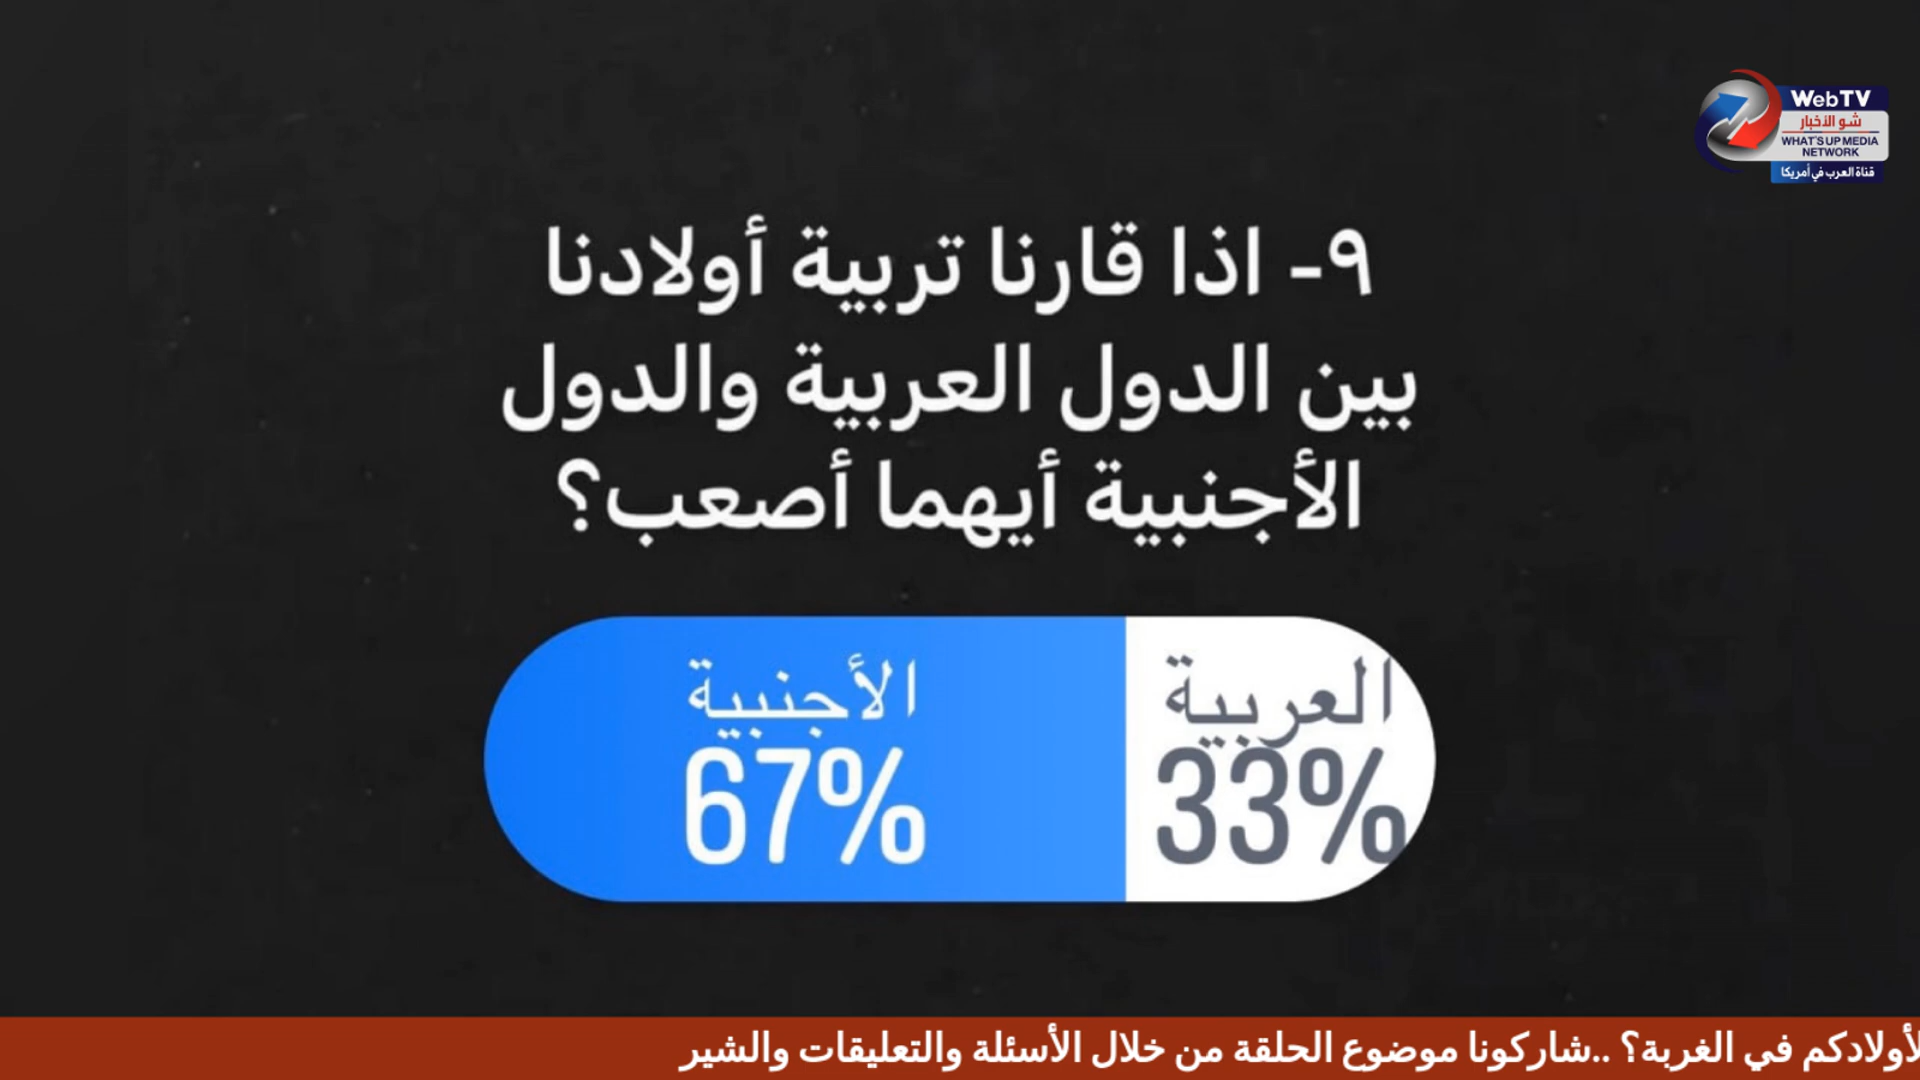 WebTV
شو الأخبار
WHAT'S UP MEDIA
NETWORK
قناة العرب في أمريكا
٩- اذا قارنا تربية أولادنا
بين الدول العربية والدول
الأجنبية أيهما أصعب؟
العربية الأجنبية
33% 67%
لأولادكم في الغربة؟ ..شاركونا موضوع الحلقة من خلال الأسئلة والتعليقات والشير